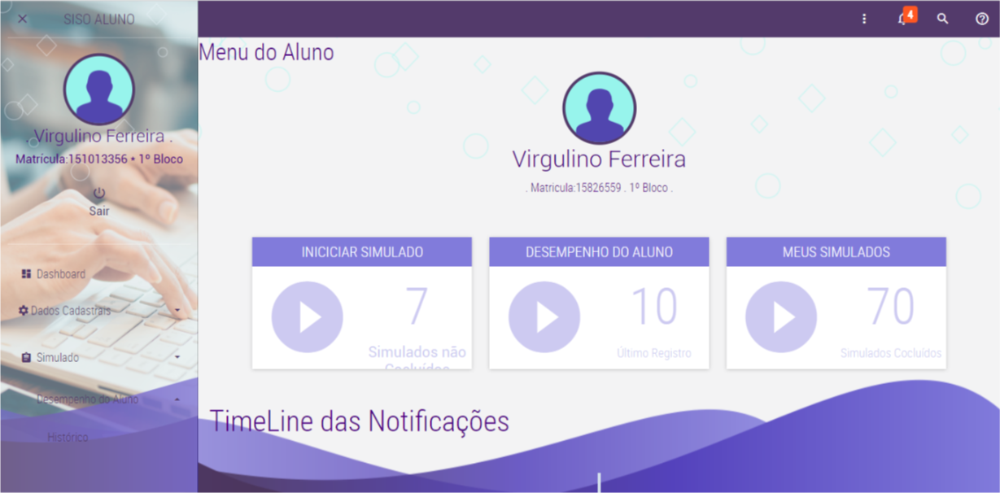 SISO ALUNO
. Virgulino Ferreira .
Matricula:151013356 • 1º Bloco
Sair
Dashboard
Dados Cadastrais
Simulado
Desempenho do Aluno
Histórico
4
Menu do Aluno
Virgulino Ferreira
. Matricula:15826559 . 1º Bloco .
INICICIAR SIMULADO
7
Simulados não
Cocluídos
DESEMPENHO DO ALUNO
10
Último Registro
MEUS SIMULADOS
70
Simulados Cocluídos
TimeLine das Notificações